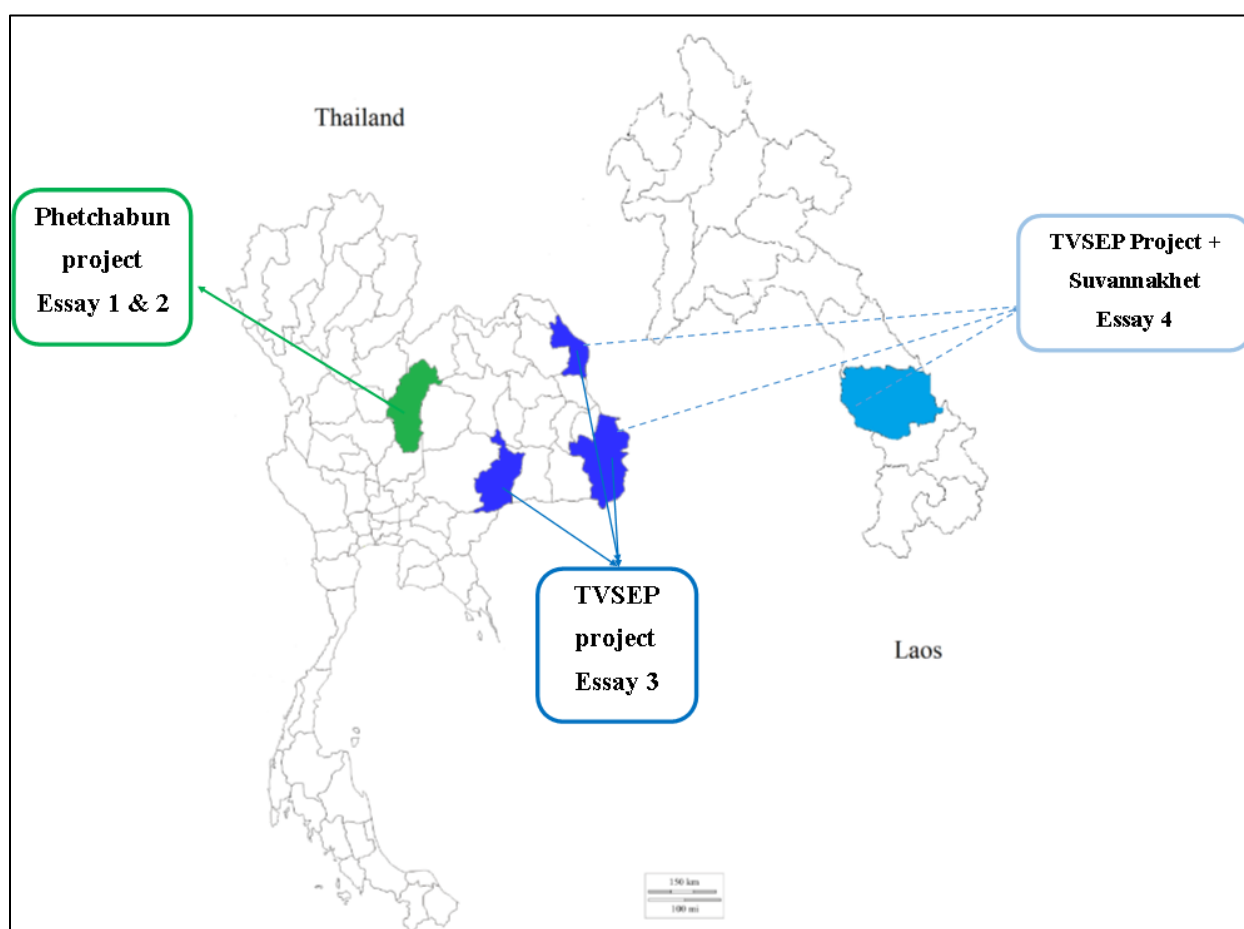 Thailand
Phetchabun
project
Essay 1 & 2
TVSEP Project +
Suvannakhet
Essay 4
TVSEP
project
Essay 3
Laos
150 km
100 mi